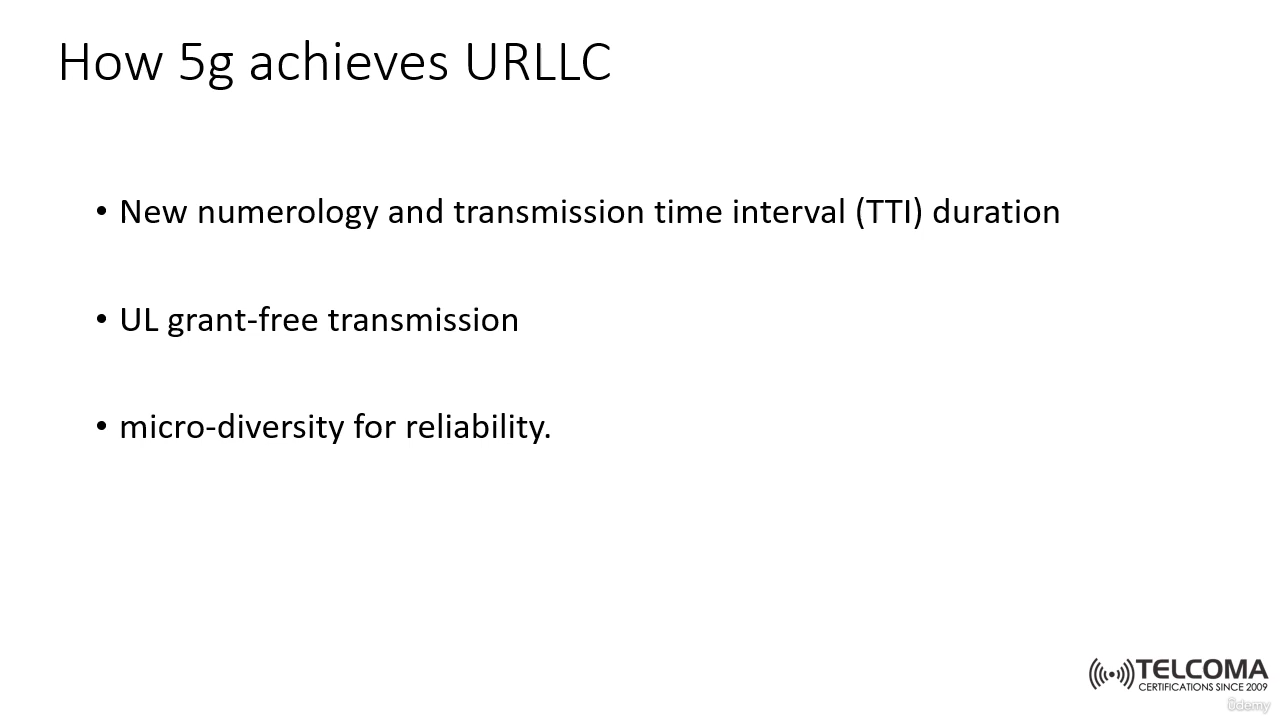 How 5g achieves URLLC
• New numerology and transmission time interval (TTI) duration
• UL grant-free transmission
• micro-diversity for reliability.
TELCOMA
CERTIFICATIONS SINCE 2009
ûdemy